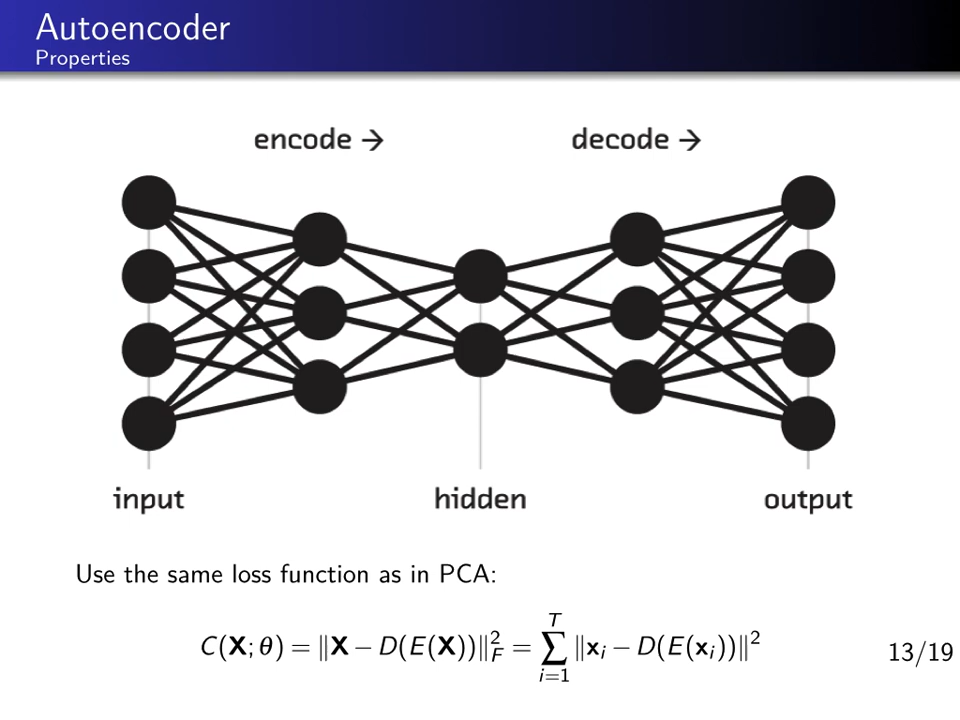 Autoencoder
Properties
encode → decode →
input hidden output
Use the same loss function as in PCA:
C(X; θ) = ‖X − D(E(X))‖²_F = ∑_{i=1}^{T} ‖x_i − D(E(x_i))‖²
13/19